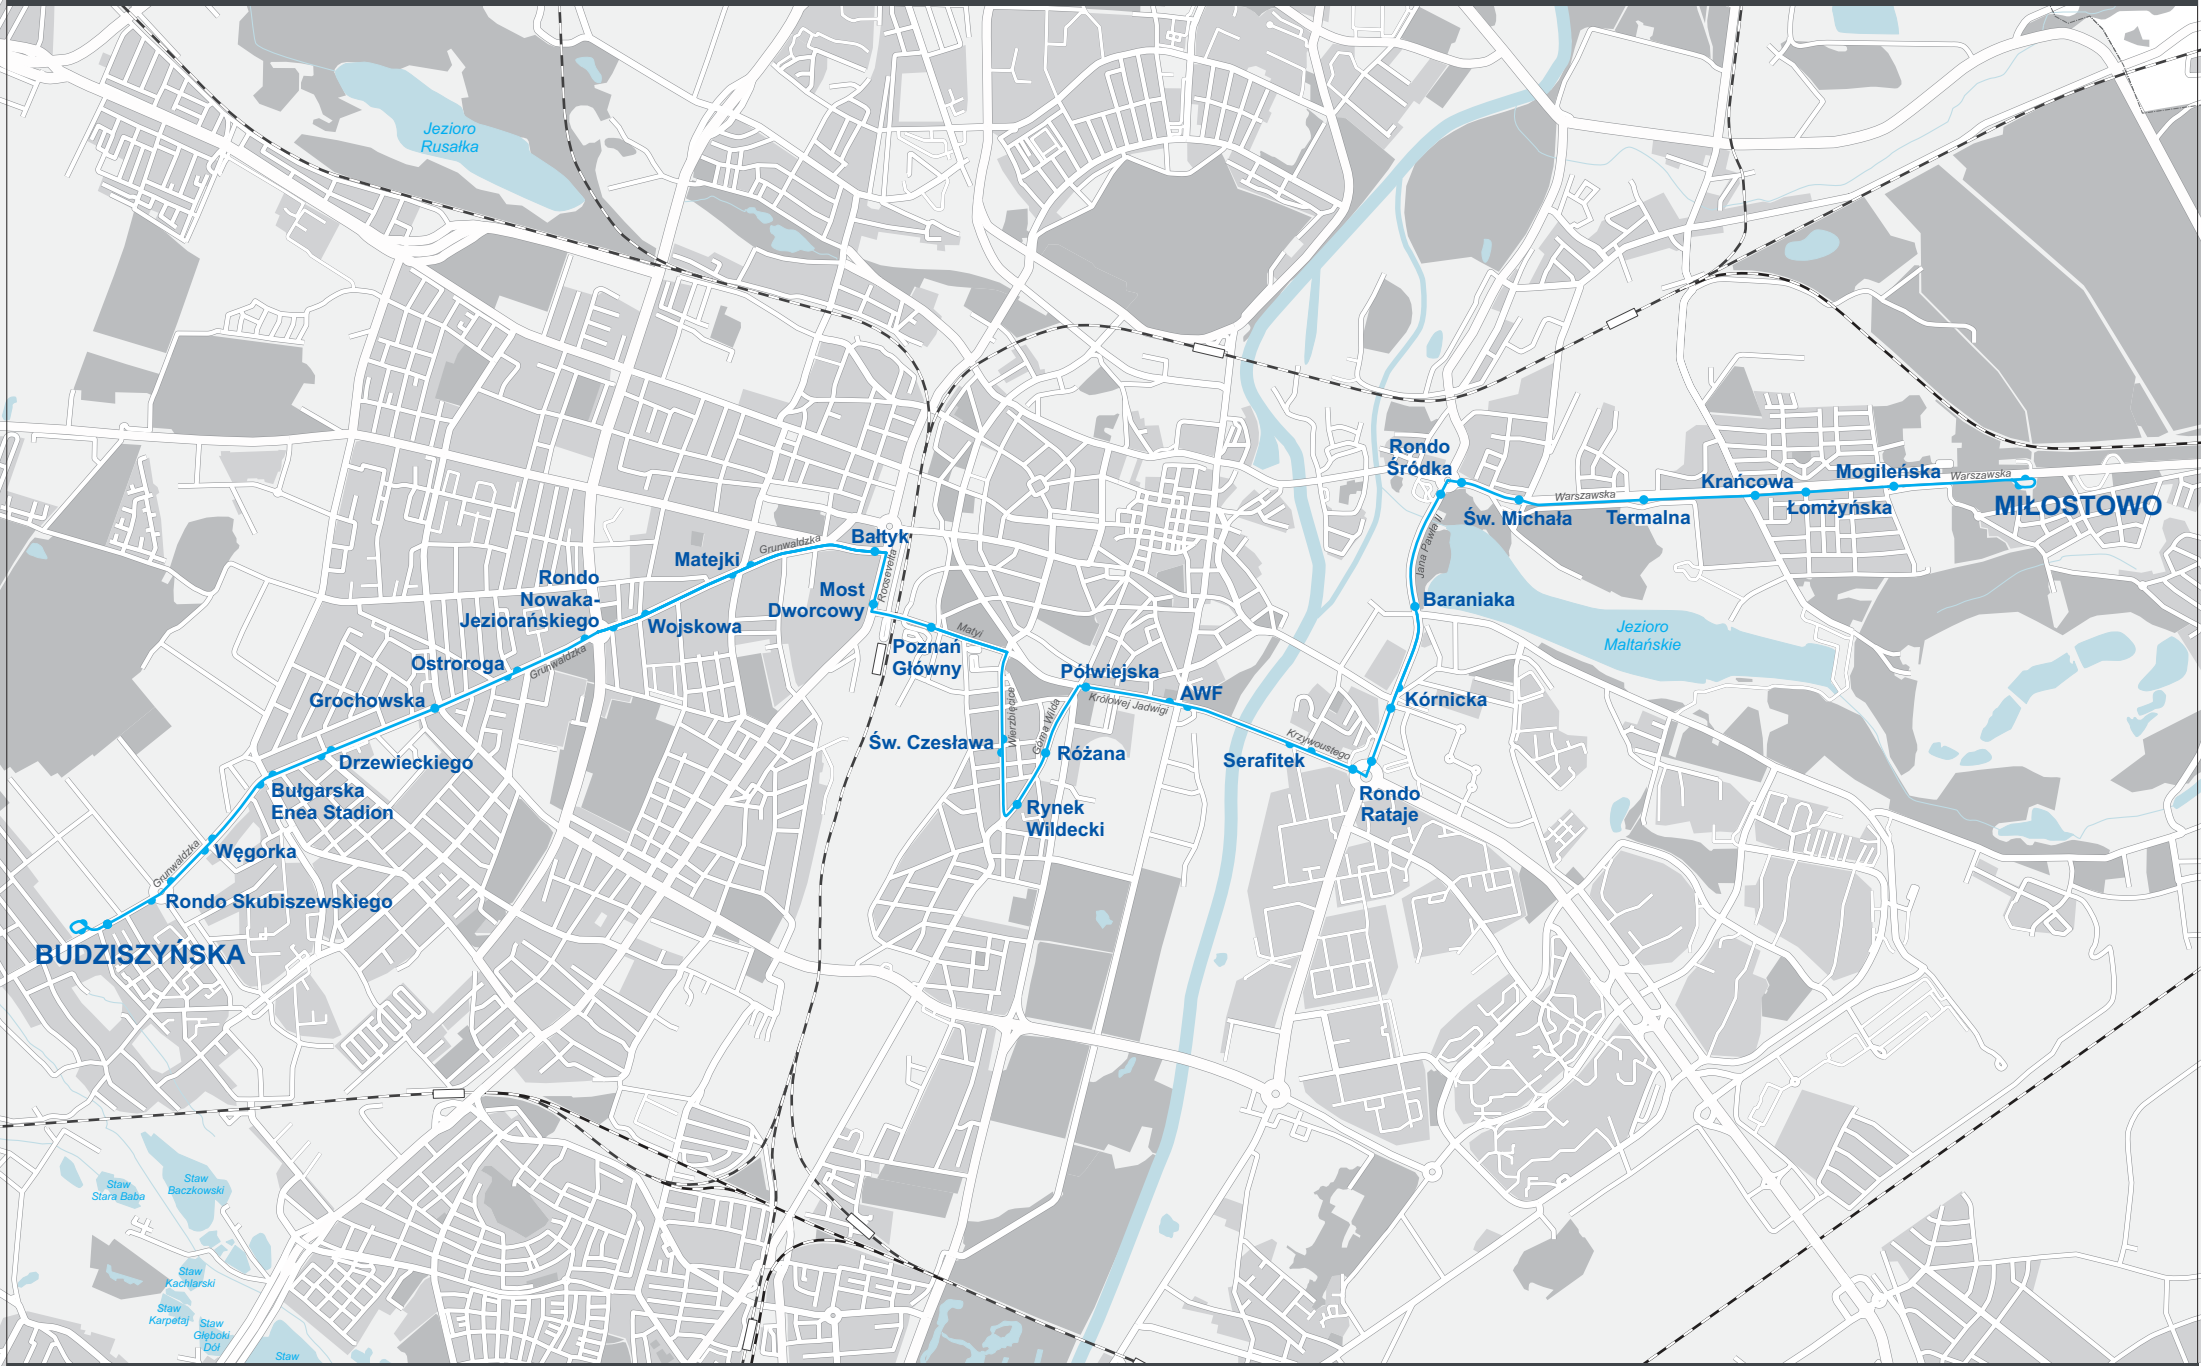 Jezioro
Rusałka
Rondo
Śródka
Warszawska
Krańcowa
Mogileńska
Warszawska
MIŁOSTOWO
Św. Michała
Termalna
Łomżyńska
Jana Pawła II
Baraniaka
Jezioro
Maltańskie
Kórnicka
Bałtyk
Grunwaldzka
Roosevelta
Matejki
Most
Dworcowy
Rondo
Nowaka-
Jeziorańskiego
Wojskowa
Matyi
Poznań
Główny
Ostroroga
Grunwaldzka
Grochowska
Półwiejska
Królowej Jadwigi
AWF
Wierzbięcice
Górna Wilda
Św. Czesława
Różana
Krzywoustego
Serafitek
Rondo
Rataje
Rynek
Wildecki
Drzewieckiego
Bułgarska
Enea Stadion
Węgorka
Grunwaldzka
Rondo Skubiszewskiego
BUDZISZYŃSKA
Staw
Stara Baba
Staw
Baczkowski
Staw
Kachlarski
Staw
Karpetaj
Staw
Głęboki
Dół
Staw